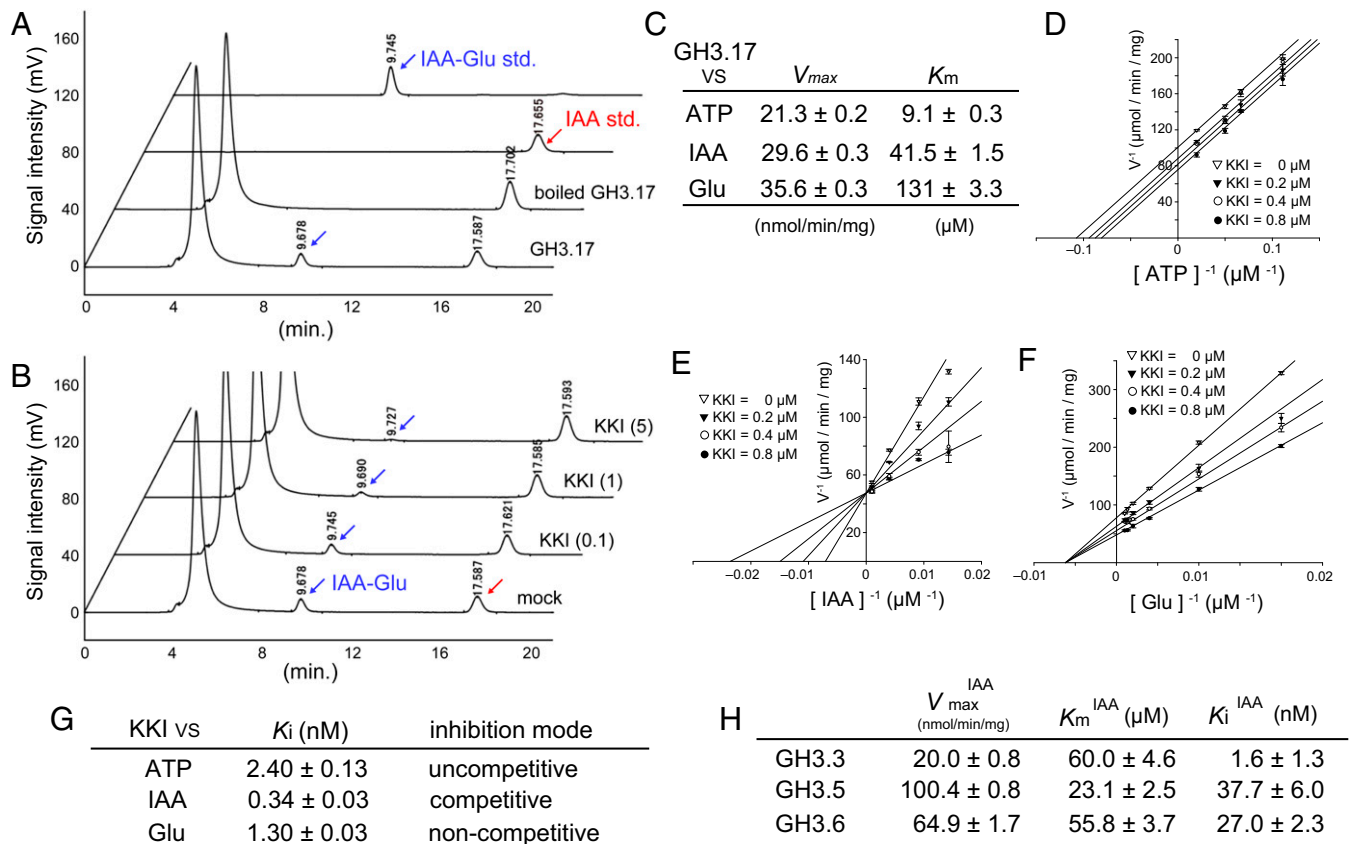 A
Signal intensity (mV)
160
120
80
40
0
9.745
IAA-Glu std.
17.655
IAA std.
17.702
boiled GH3.17
9.678
17.587
GH3.17
0 4 8 12 16 20
(min.)
B
Signal intensity (mV)
160
120
80
40
0
9.727
17.593
KKI (5)
9.690
17.585
KKI (1)
9.745
17.621
KKI (0.1)
9.678
IAA-Glu
17.587
mock
0 4 8 12 16 20
(min.)
C
GH3.17
VS Vmax Km
ATP 21.3 ± 0.2 9.1 ± 0.3
IAA 29.6 ± 0.3 41.5 ± 1.5
Glu 35.6 ± 0.3 131 ± 3.3
(nmol/min/mg) (µM)
D
V-1 (µmol / min / mg)
200
160
120
80
KKI = 0 µM
KKI = 0.2 µM
KKI = 0.4 µM
KKI = 0.8 µM
–0.1 0 0.1
[ ATP ] -1 (µM -1)
E
V-1 (µmol / min / mg)
140
100
60
20
KKI = 0 µM
KKI = 0.2 µM
KKI = 0.4 µM
KKI = 0.8 µM
–0.02 –0.01 0 0.01 0.02
[ IAA ] -1 (µM -1)
F
V-1 (µmol / min / mg)
300
200
100
KKI = 0 µM
KKI = 0.2 µM
KKI = 0.4 µM
KKI = 0.8 µM
–0.01 0 0.01 0.02
[ Glu ] -1 (µM -1)
G
KKI VS Ki (nM) inhibition mode
ATP 2.40 ± 0.13 uncompetitive
IAA 0.34 ± 0.03 competitive
Glu 1.30 ± 0.03 non-competitive
H
V max IAA (nmol/min/mg) Km IAA (µM) Ki IAA (nM)
GH3.3 20.0 ± 0.8 60.0 ± 4.6 1.6 ± 1.3
GH3.5 100.4 ± 0.8 23.1 ± 2.5 37.7 ± 6.0
GH3.6 64.9 ± 1.7 55.8 ± 3.7 27.0 ± 2.3